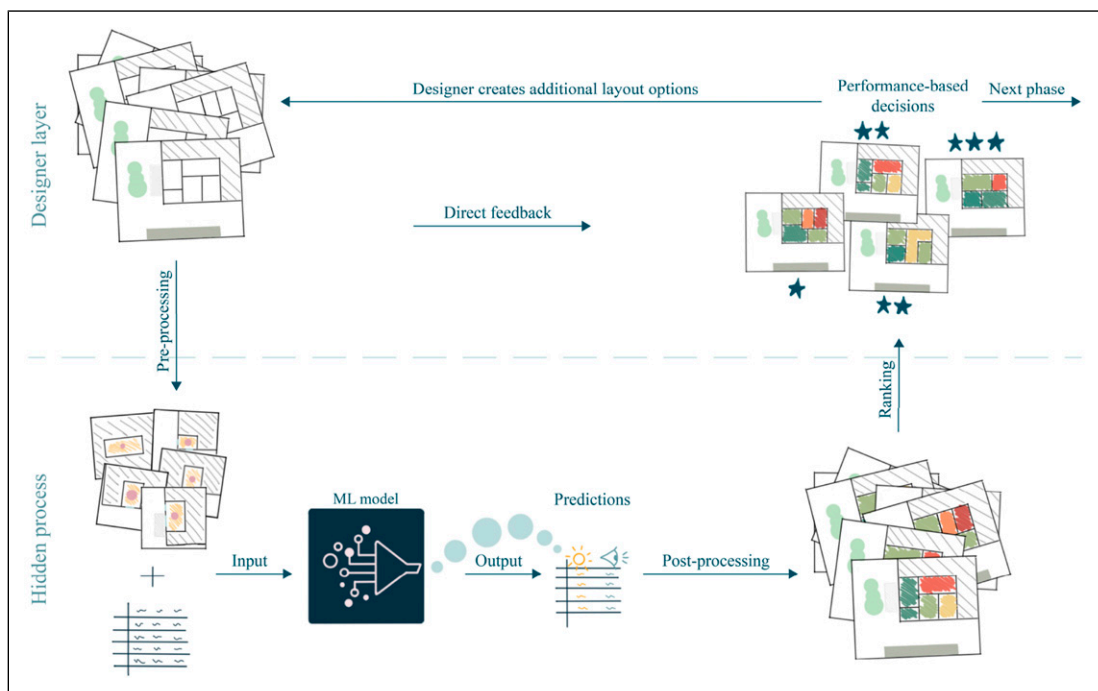 Designer layer
Designer creates additional layout options
Performance-based
decisions
Next phase
Direct feedback
Pre-processing
Ranking
Hidden process
ML model
Predictions
Input
Output
Post-processing